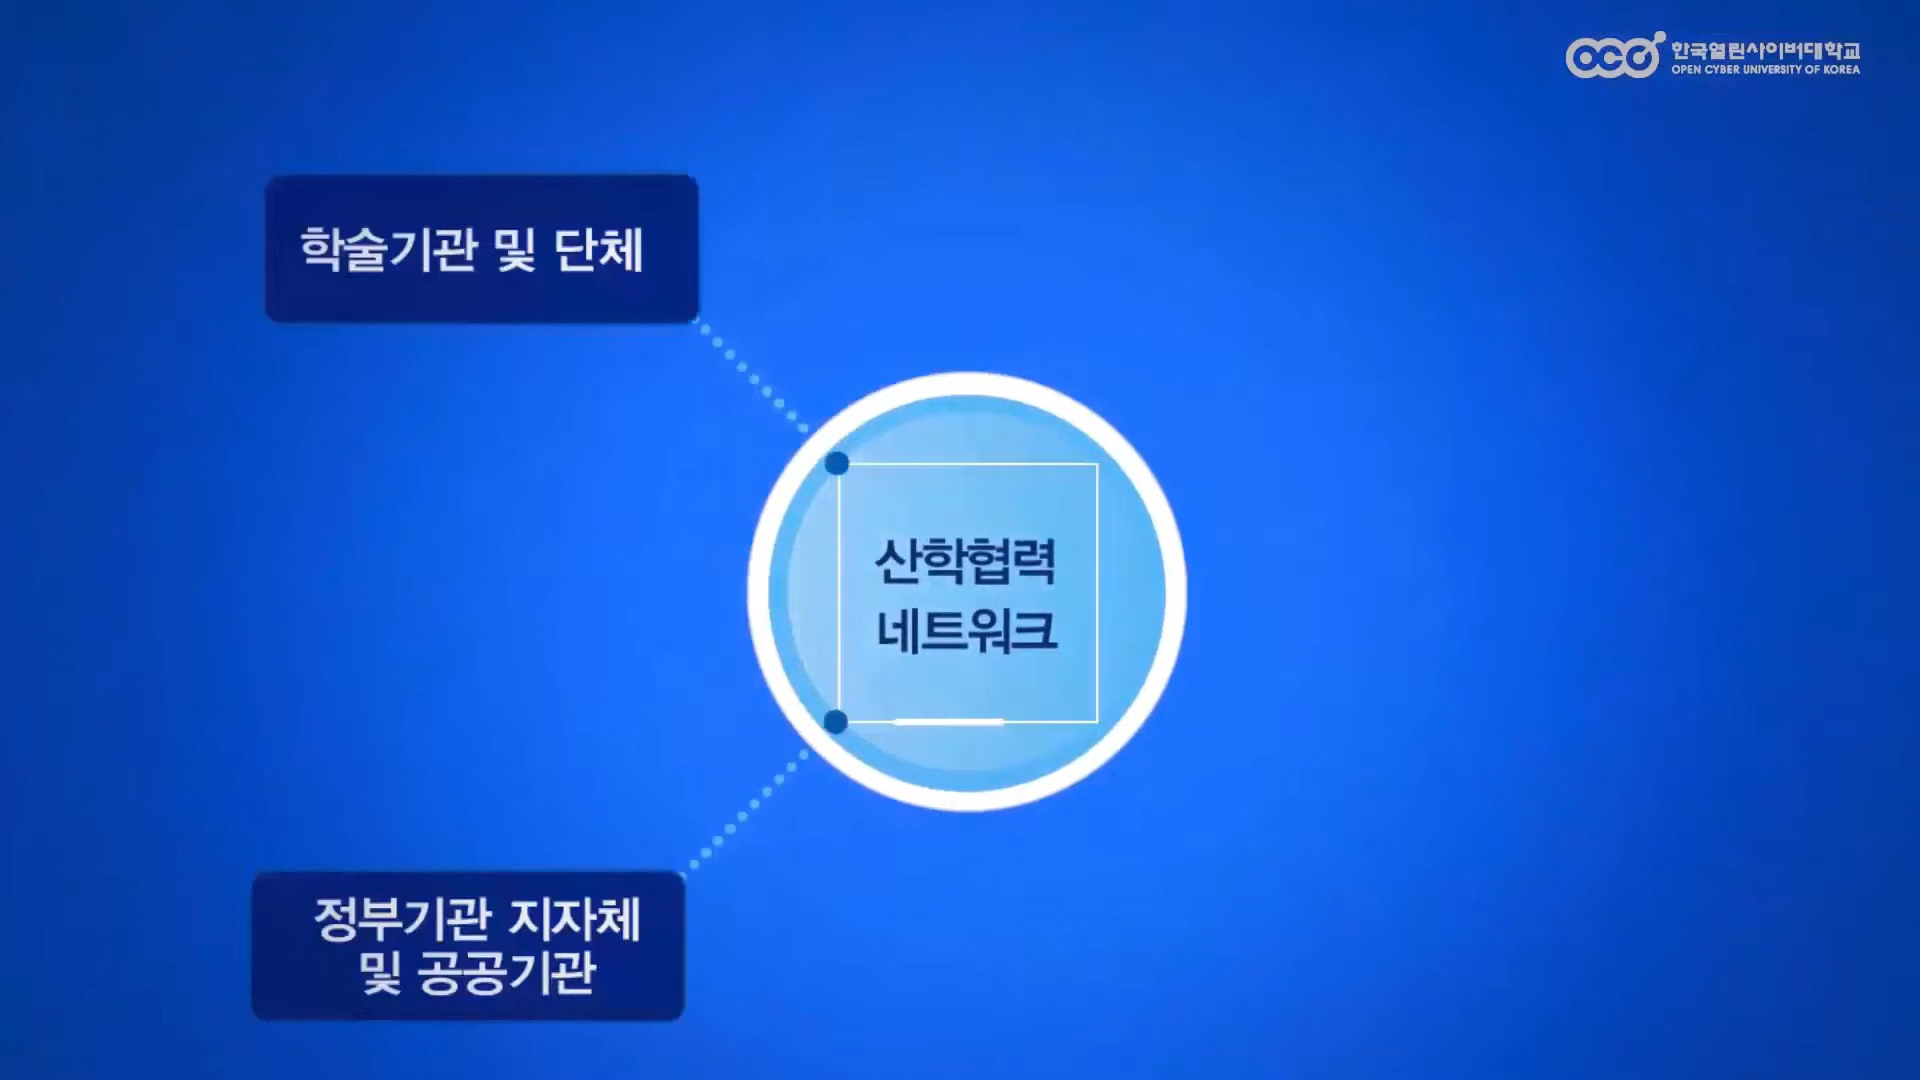 한국열린사이버대학교
OPEN CYBER UNIVERSITY OF KOREA
학술기관 및 단체
산학협력
네트워크
정부기관 지자체
및 공공기관